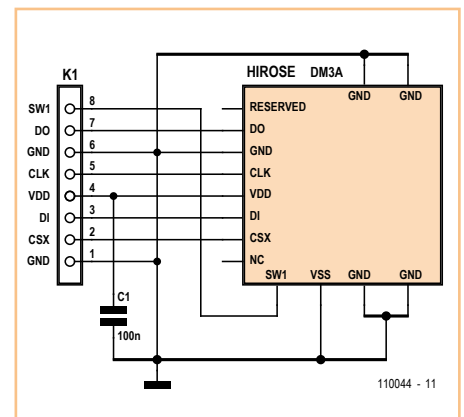 K1
HIROSE DM3A
GND GND
SW1 8 RESERVED
DO 7 DO
GND 6 GND
CLK 5 CLK
VDD 4 VDD
DI 3 DI
CSX 2 CSX
GND 1 NC
SW1 VSS GND GND
C1
100n
110044 - 11